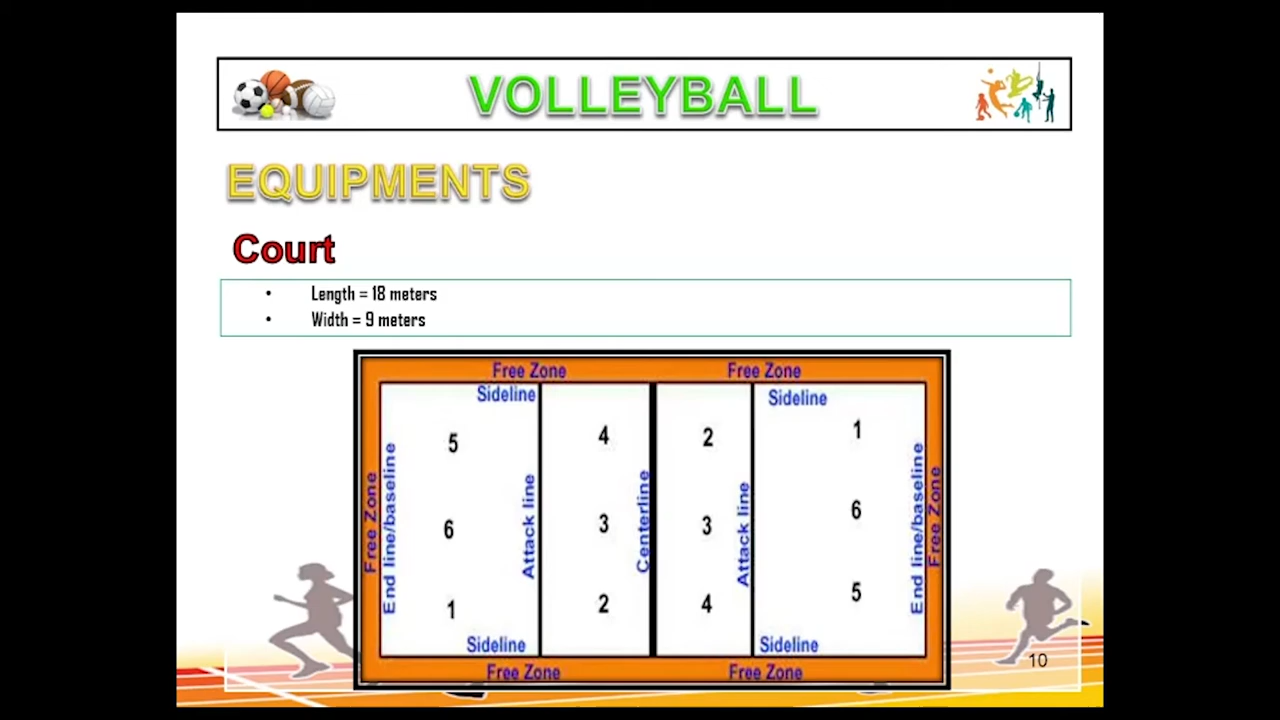 VOLLEYBALL
EQUIPMENTS
Court
• Length = 18 meters
• Width = 9 meters
Free Zone Free Zone
Sideline Sideline
5 4 2 1
6 3 3 6
1 2 4 5
Free Zone
End line/baseline
Attack line
Centerline
Attack line
End line/baseline
Free Zone
Sideline Sideline
Free Zone Free Zone
10